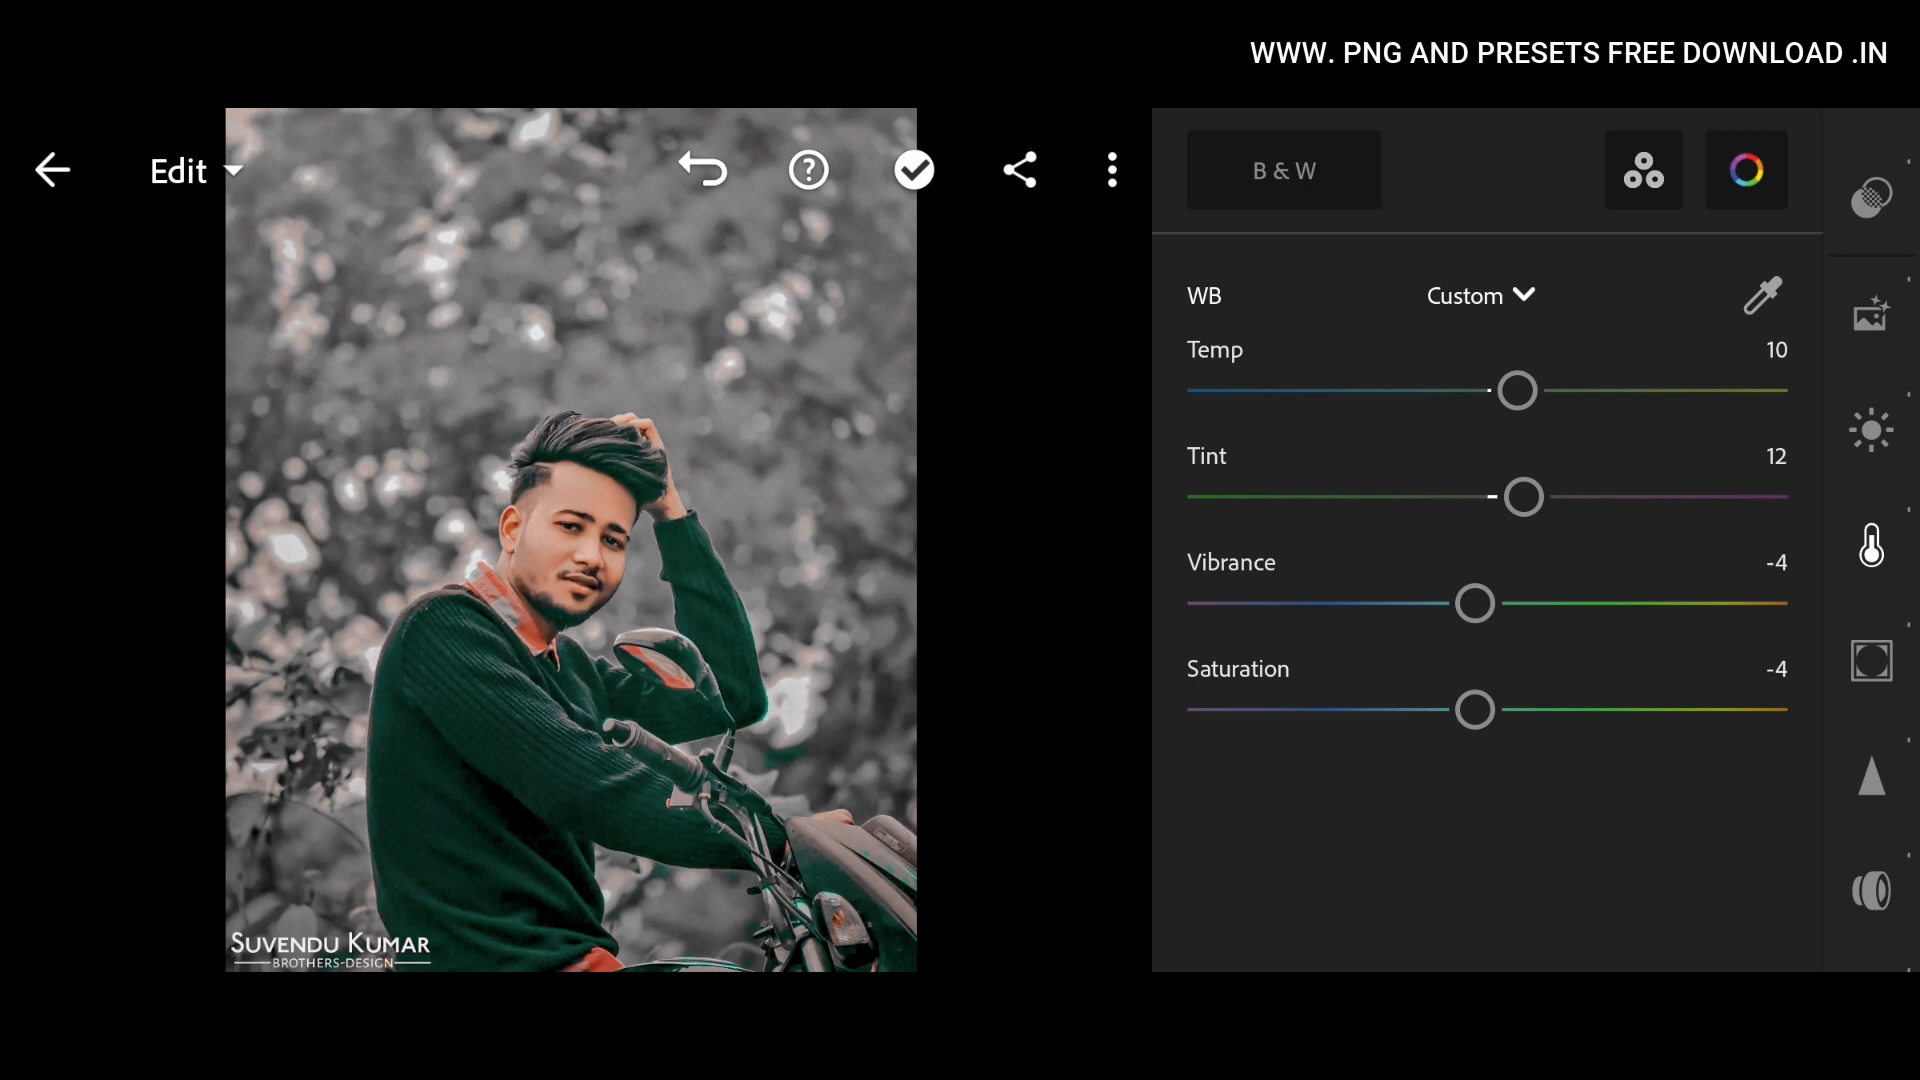 WWW. PNG AND PRESETS FREE DOWNLOAD .IN
Edit
B & W
WB Custom
Temp 10
Tint 12
Vibrance -4
Saturation -4
SUVENDU KUMAR
BROTHERS-DESIGN